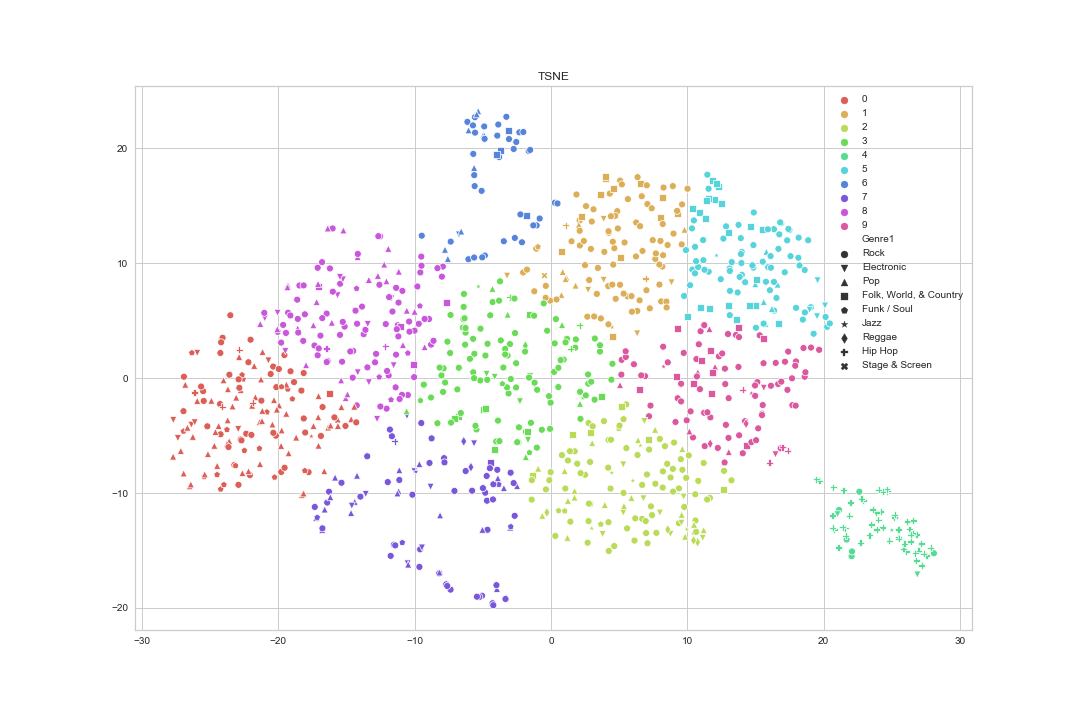 TSNE
0
1
2
3
4
5
6
7
8
9
Genre1
Rock
Electronic
Pop
Folk, World, & Country
Funk / Soul
Jazz
Reggae
Hip Hop
Stage & Screen
20
10
0
−10
−20
−30 −20 −10 0 10 20 30